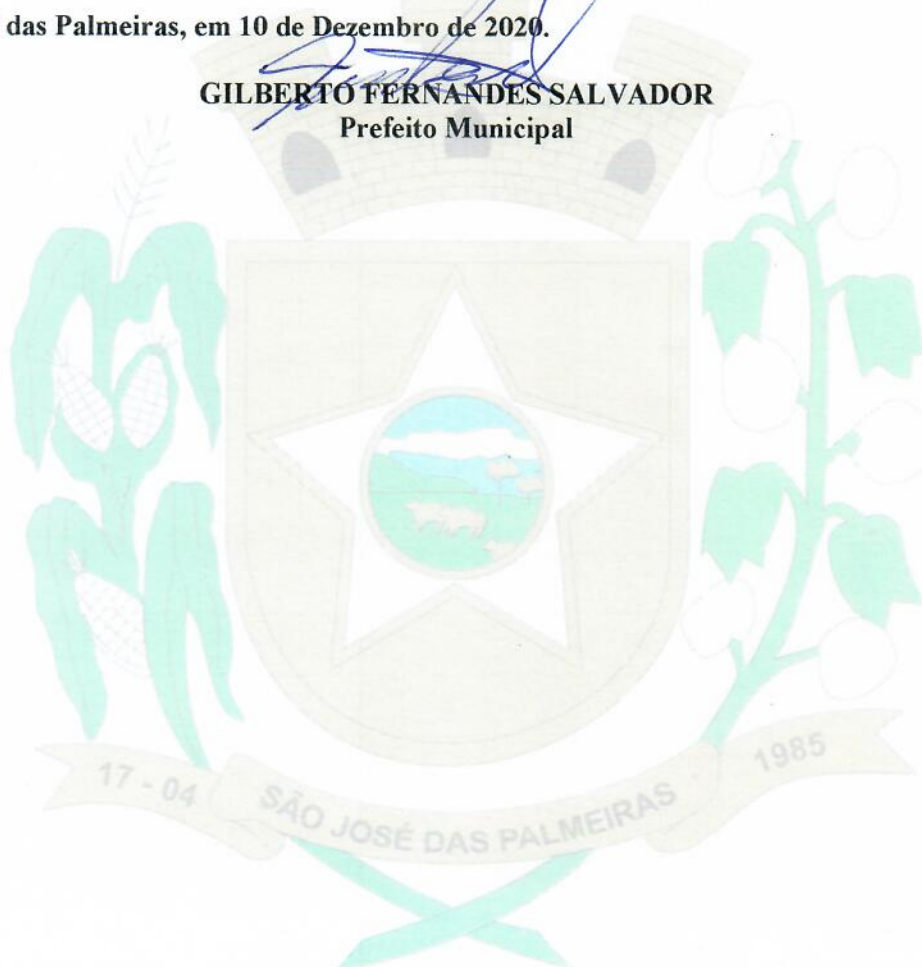 das Palmeiras, em 10 de Dezembro de 2020.
GILBERTO FERNANDES SALVADOR
Prefeito Municipal
17 - 04
SÃO JOSÉ DAS PALMEIRAS
1985